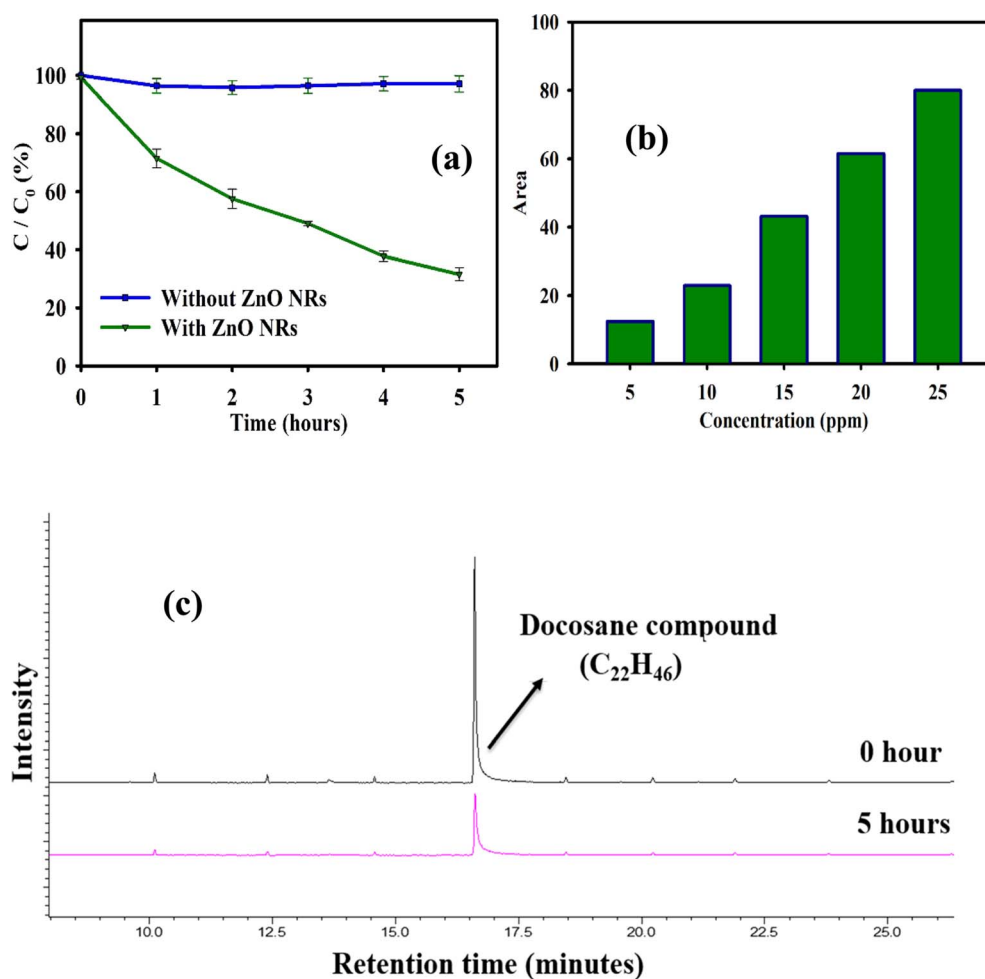 (a)
C / C₀ (%)
100
80
60
40
20
0
Without ZnO NRs
With ZnO NRs
0 1 2 3 4 5
Time (hours)
(b)
Area
100
80
60
40
20
0
5 10 15 20 25
Concentration (ppm)
(c)
Docosane compound
(C₂₂H₄₆)
Intensity
0 hour
5 hours
10.0 12.5 15.0 17.5 20.0 22.5 25.0
Retention time (minutes)